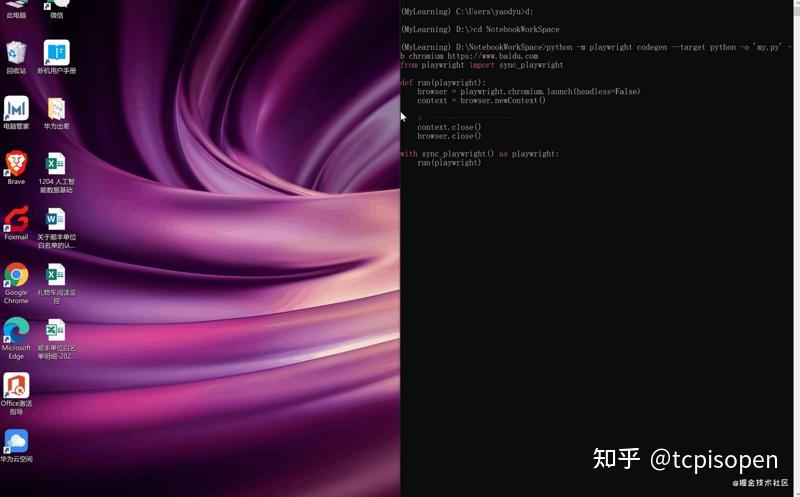 此电脑
微信
回收站
新机用户手册
电脑管家
华为出差
Brave
1204 人工智
能数据基础
Foxmail
关于顺丰单位
白名单的认...
Google
Chrome
礼物车阅读监
控
Microsoft
Edge
顺丰单位白名
单明细-202...
Office激活
指导
华为云空间
(MyLearning) C:\Users\yaodyu>d:
(MyLearning) D:\>cd NotebookWorkSpace
(MyLearning) D:\NotebookWorkSpace>python -m playwright codegen --target python -o 'my.py' -
b chromium https://www.baidu.com
from playwright import sync_playwright
def run(playwright):
browser = playwright.chromium.launch(headless=False)
context = browser.newContext()
# ---------------------
context.close()
browser.close()
with sync_playwright() as playwright:
run(playwright)
知乎 @tcpisopen
@掘金技术社区